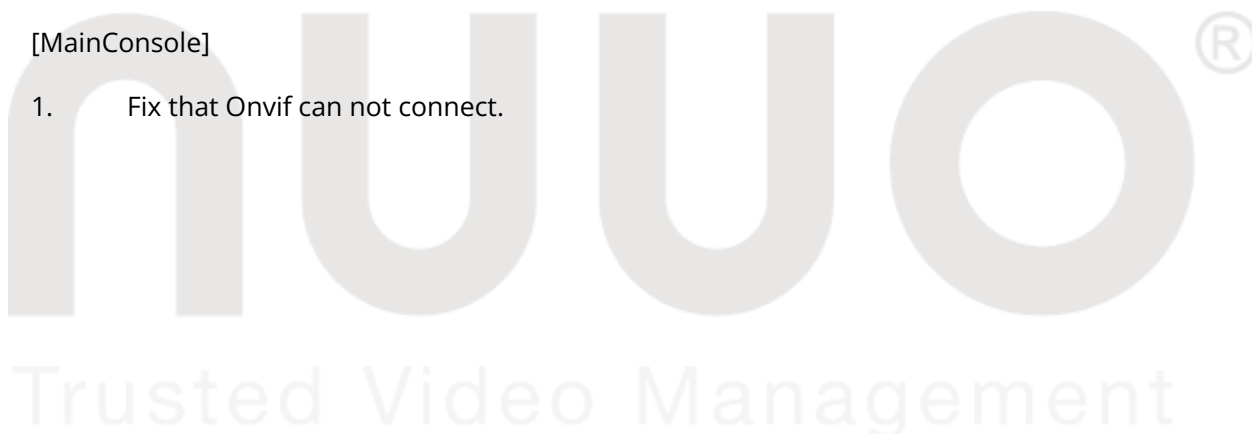 [MainConsole]
1. Fix that Onvif can not connect.
nuuo®
Trusted Video Management